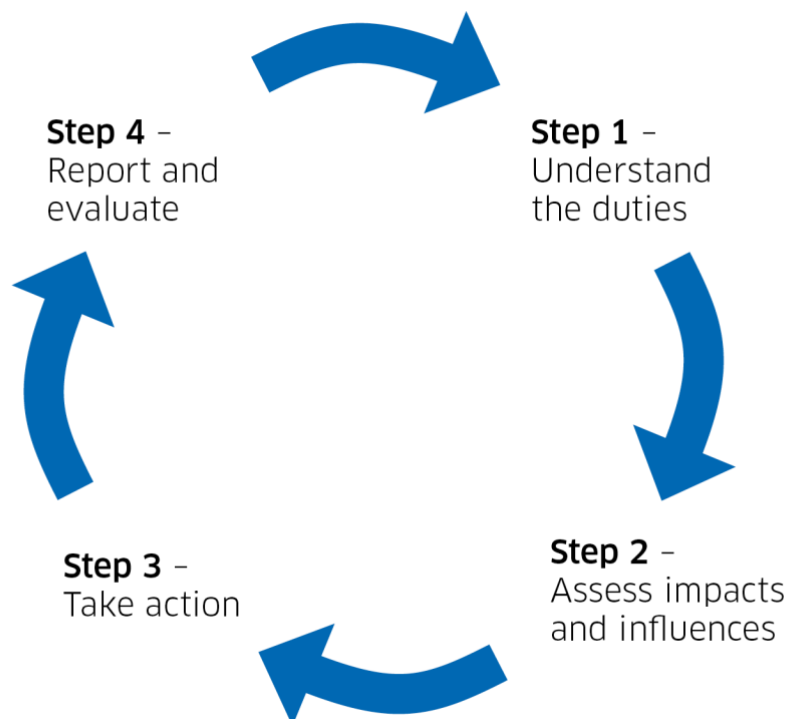 Step 1 –
Understand
the duties
Step 2 –
Assess impacts
and influences
Step 3 –
Take action
Step 4 –
Report and
evaluate